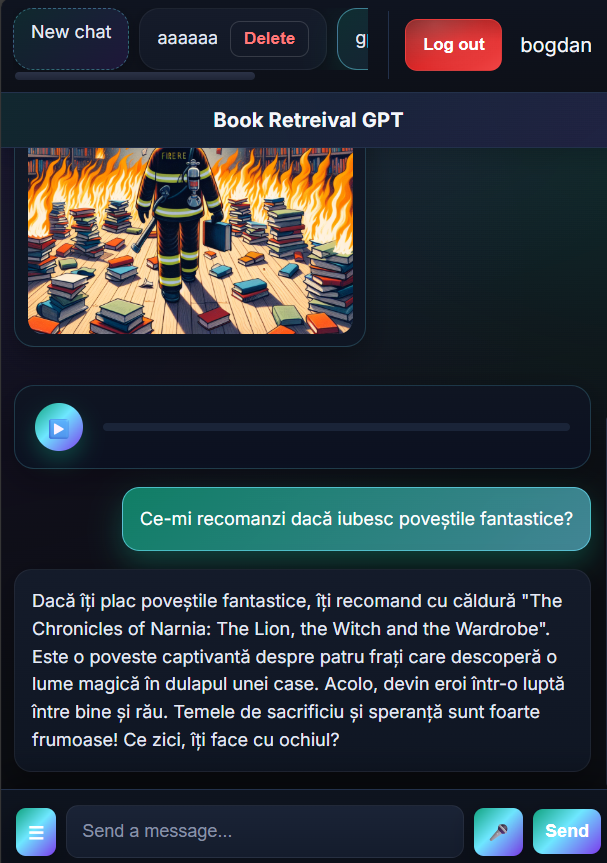 New chat
aaaaaa
Delete
Log out
bogdan
Book Retreival GPT
Ce-mi recomanzi dacă iubesc poveștile fantastice?
Dacă îți plac poveștile fantastice, îți recomand cu căldură "The
Chronicles of Narnia: The Lion, the Witch and the Wardrobe".
Este o poveste captivantă despre patru frați care descoperă o
lume magică în dulapul unei case. Acolo, devin eroi într-o luptă
între bine și rău. Temele de sacrificiu și speranță sunt foarte
frumoase! Ce zici, îți face cu ochiul?
Send a message...
Send